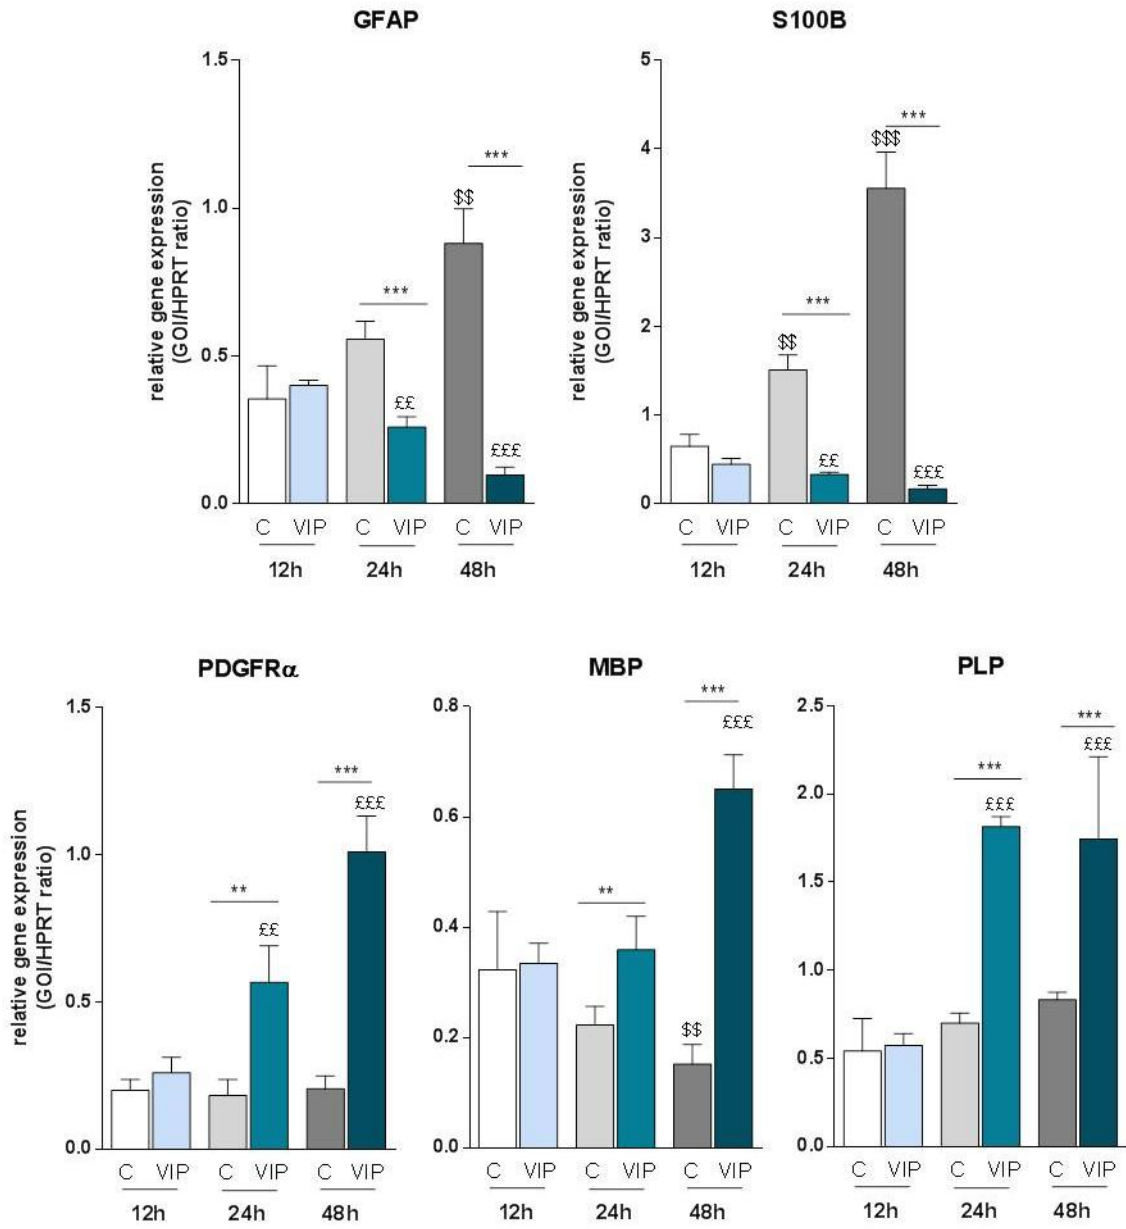 GFAP
relative gene expression
(GOI/HPRT ratio)
1.5
1.0
0.5
0.0
***
$$
***
££
£££
C VIP C VIP C VIP
12h 24h 48h
S100B
relative gene expression
(GOI/HPRT ratio)
5
4
3
2
1
0
***
$$$
***
$$
££
£££
C VIP C VIP C VIP
12h 24h 48h
PDGFRα
relative gene expression
(GOI/HPRT ratio)
1.5
1.0
0.5
0.0
***
£££
**
££
C VIP C VIP C VIP
12h 24h 48h
MBP
0.8
0.6
0.4
0.2
0.0
***
£££
**
$$
C VIP C VIP C VIP
12h 24h 48h
PLP
2.5
2.0
1.5
1.0
0.5
0.0
***
£££
***
£££
C VIP C VIP C VIP
12h 24h 48h